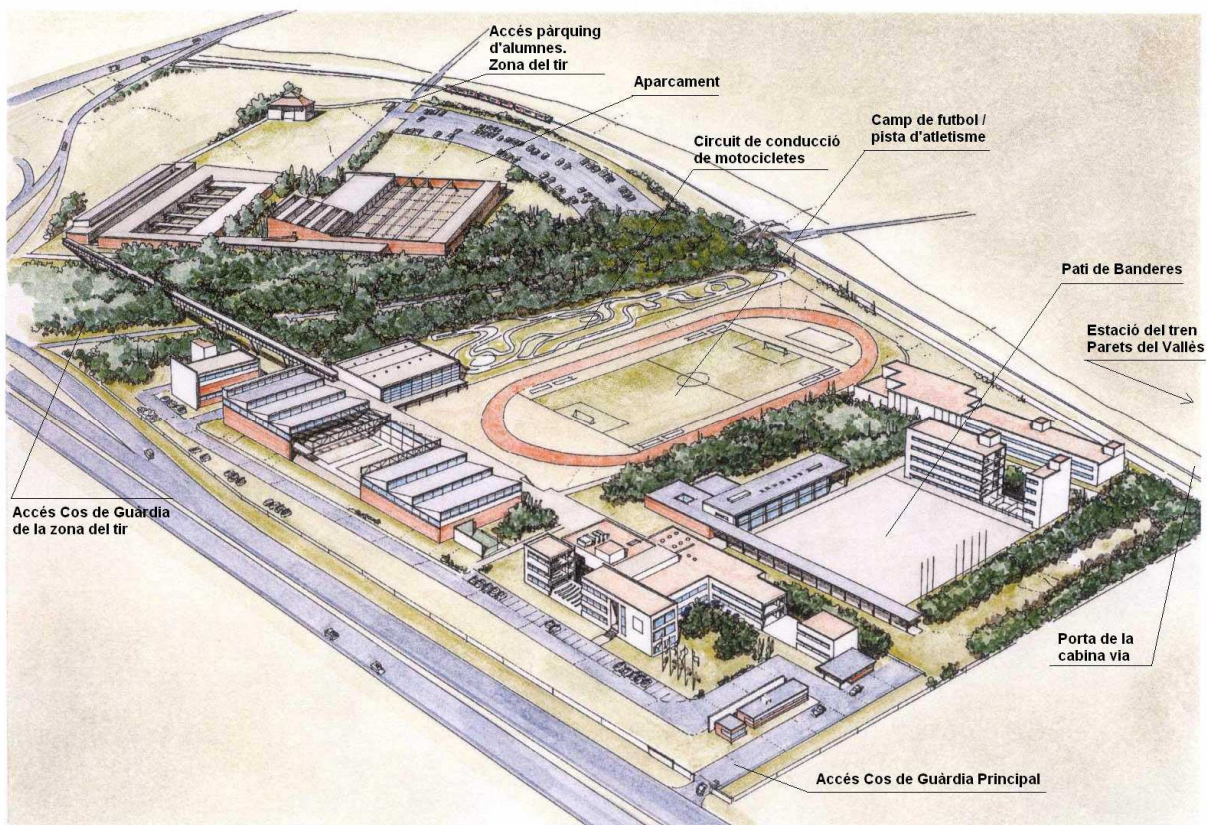 Accés pàrquing
d'alumnes.
Zona del tir
Aparcament
Camp de futbol /
pista d'atletisme
Circuit de conducció
de motocicletes
Pati de Banderes
Estació del tren
Parets del Vallès
Accés Cos de Guàrdia
de la zona del tir
Porta de la
cabina via
Accés Cos de Guàrdia Principal